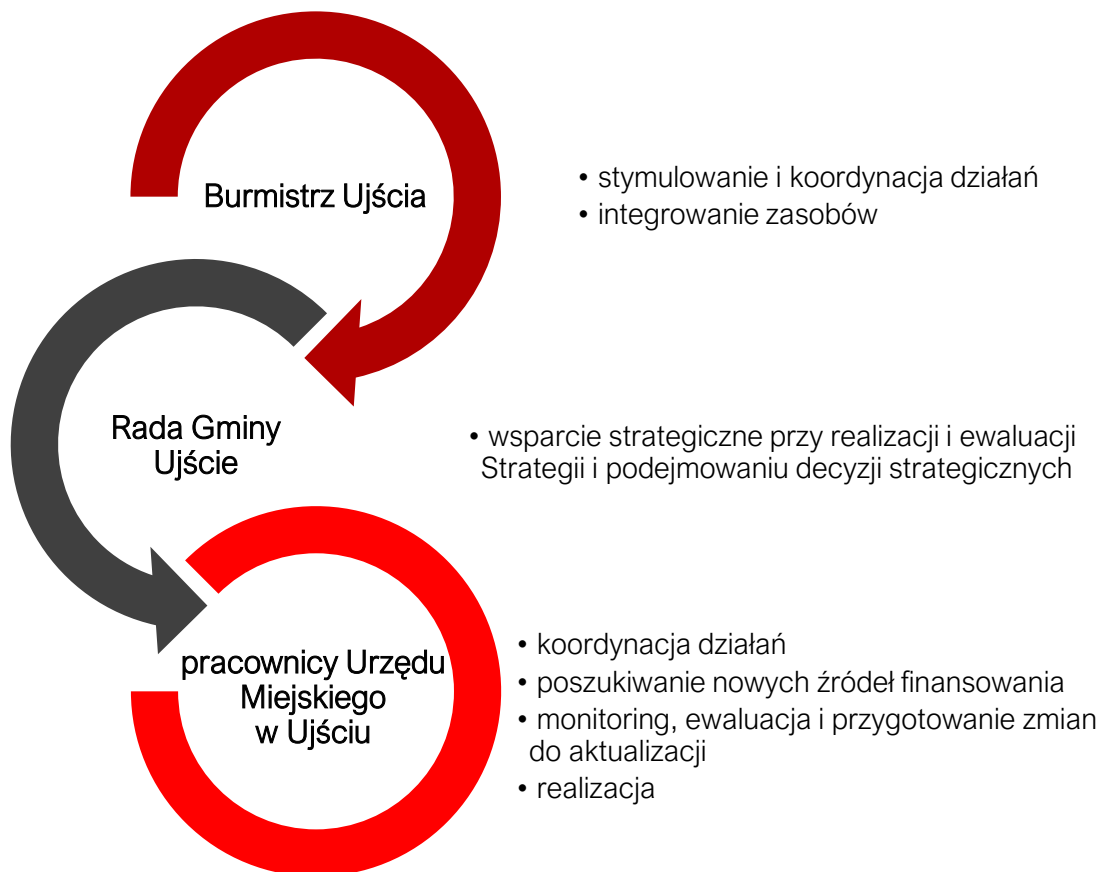 Burmistrz Ujścia
• stymulowanie i koordynacja działań
• integrowanie zasobów
Rada Gminy
Ujście
• wsparcie strategiczne przy realizacji i ewaluacji
Strategii i podejmowaniu decyzji strategicznych
pracownicy Urzędu
Miejskiego
w Ujściu
• koordynacja działań
• poszukiwanie nowych źródeł finansowania
• monitoring, ewaluacja i przygotowanie zmian
do aktualizacji
• realizacja